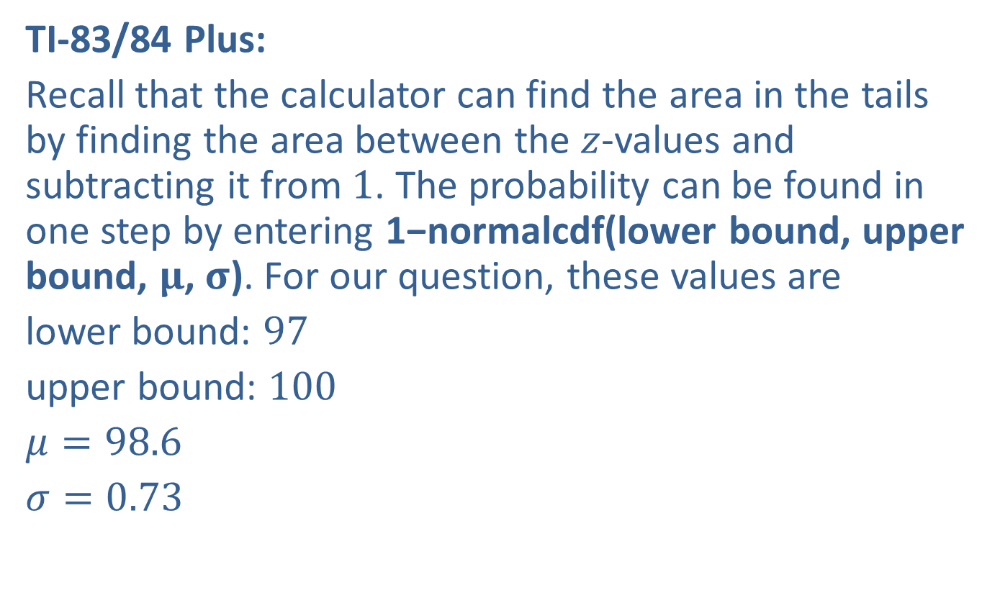 TI-83/84 Plus:
Recall that the calculator can find the area in the tails
by finding the area between the z-values and
subtracting it from 1. The probability can be found in
one step by entering 1−normalcdf(lower bound, upper
bound, μ, σ). For our question, these values are
lower bound: 97
upper bound: 100
μ = 98.6
σ = 0.73